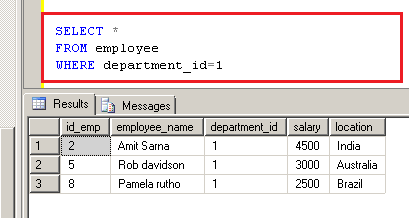 SELECT *
FROM employee
WHERE department_id=1
Results Messages
id_emp employee_name department_id salary location
1 2 Amit Sarna 1 4500 India
2 5 Rob davidson 1 3000 Australia
3 8 Pamela rutho 1 2500 Brazil